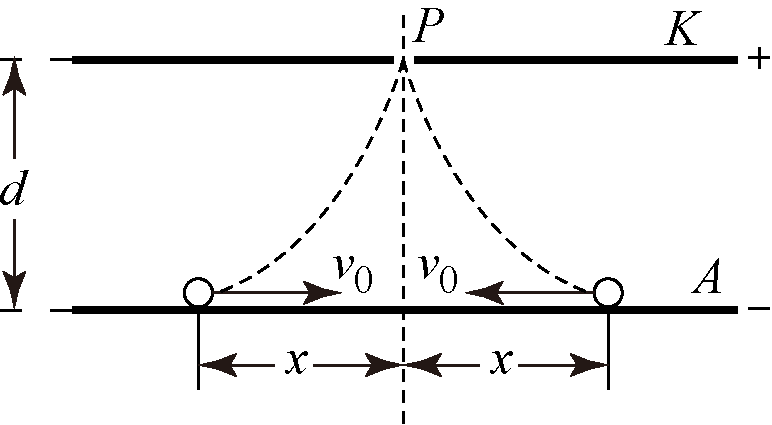 P K +
d
v₀ v₀ A −
x x